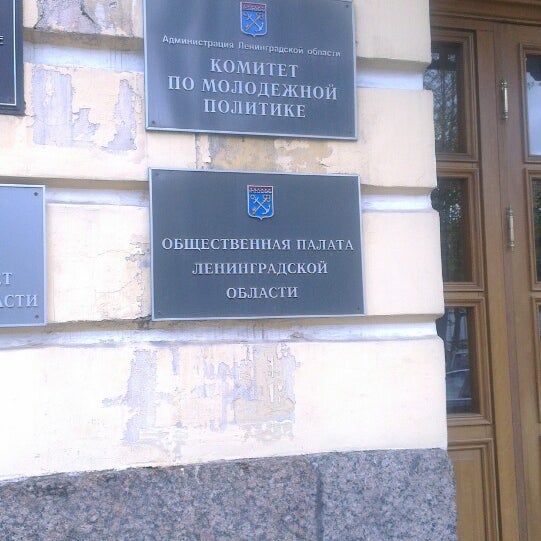 Администрация Ленинградской области
КОМИТЕТ
ПО МОЛОДЕЖНОЙ
ПОЛИТИКЕ
ОБЩЕСТВЕННАЯ ПАЛАТА
ЛЕНИНГРАДСКОЙ
ОБЛАСТИ